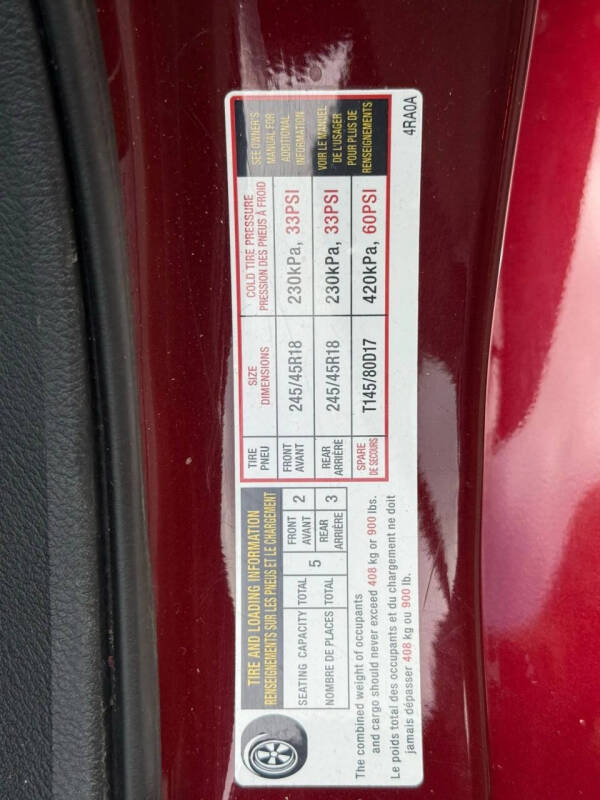 TIRE AND LOADING INFORMATION
RENSEIGNEMENTS SUR LES PNEUS ET LE CHARGEMENT
SEATING CAPACITY TOTAL 5 FRONT AVANT 2 REAR ARRIÈRE 3
NOMBRE DE PLACES TOTAL
The combined weight of occupants
and cargo should never exceed 408 kg or 900 lbs.
Le poids total des occupants et du chargement ne doit
jamais dépasser 408 kg ou 900 lb.
TIRE SIZE COLD TIRE PRESSURE
PNEU DIMENSIONS PRESSION DES PNEUS À FROID
FRONT
AVANT 245/45R18 230kPa, 33PSI
REAR
ARRIÈRE 245/45R18 230kPa, 33PSI
SPARE
DE SECOURS T145/80D17 420kPa, 60PSI
SEE OWNER'S
MANUAL FOR
ADDITIONAL
INFORMATION
VOIR LE MANUEL
DE L'USAGER
POUR PLUS DE
RENSEIGNEMENTS
4RA0A